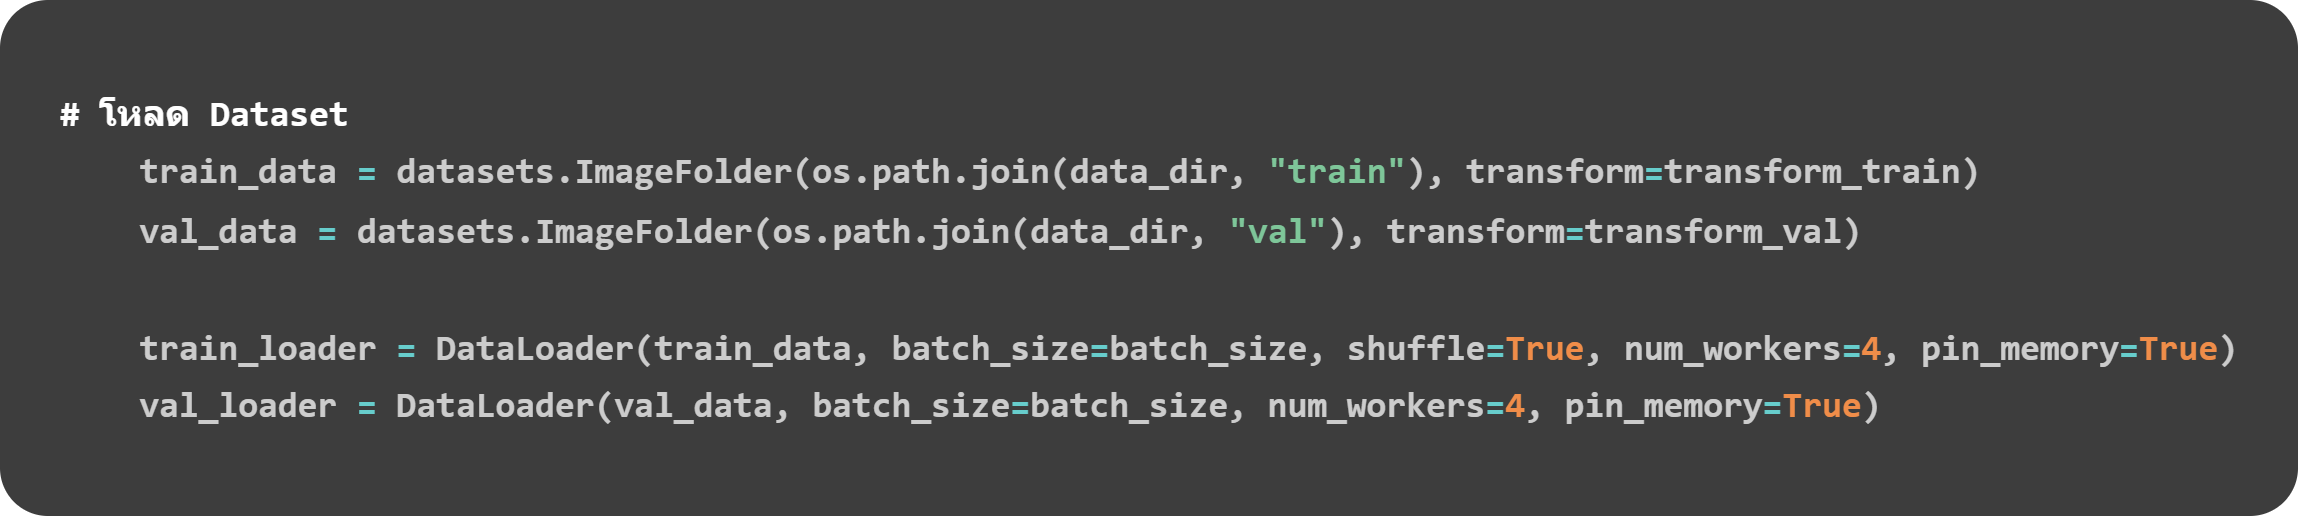 # โหลด Dataset
train_data = datasets.ImageFolder(os.path.join(data_dir, "train"), transform=transform_train)
val_data = datasets.ImageFolder(os.path.join(data_dir, "val"), transform=transform_val)
train_loader = DataLoader(train_data, batch_size=batch_size, shuffle=True, num_workers=4, pin_memory=True)
val_loader = DataLoader(val_data, batch_size=batch_size, num_workers=4, pin_memory=True)